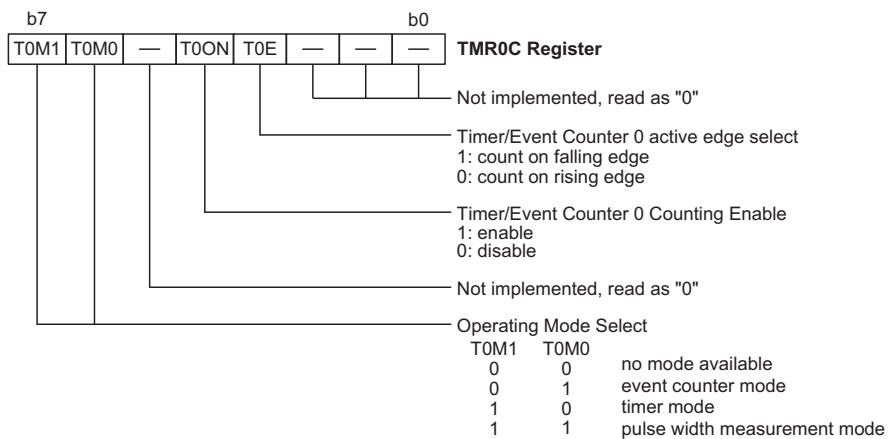 b7 b0
T0M1 T0M0 — T0ON T0E — — — TMR0C Register
Not implemented, read as "0"
Timer/Event Counter 0 active edge select
1: count on falling edge
0: count on rising edge
Timer/Event Counter 0 Counting Enable
1: enable
0: disable
Not implemented, read as "0"
Operating Mode Select
T0M1 T0M0
0 0 no mode available
0 1 event counter mode
1 0 timer mode
1 1 pulse width measurement mode